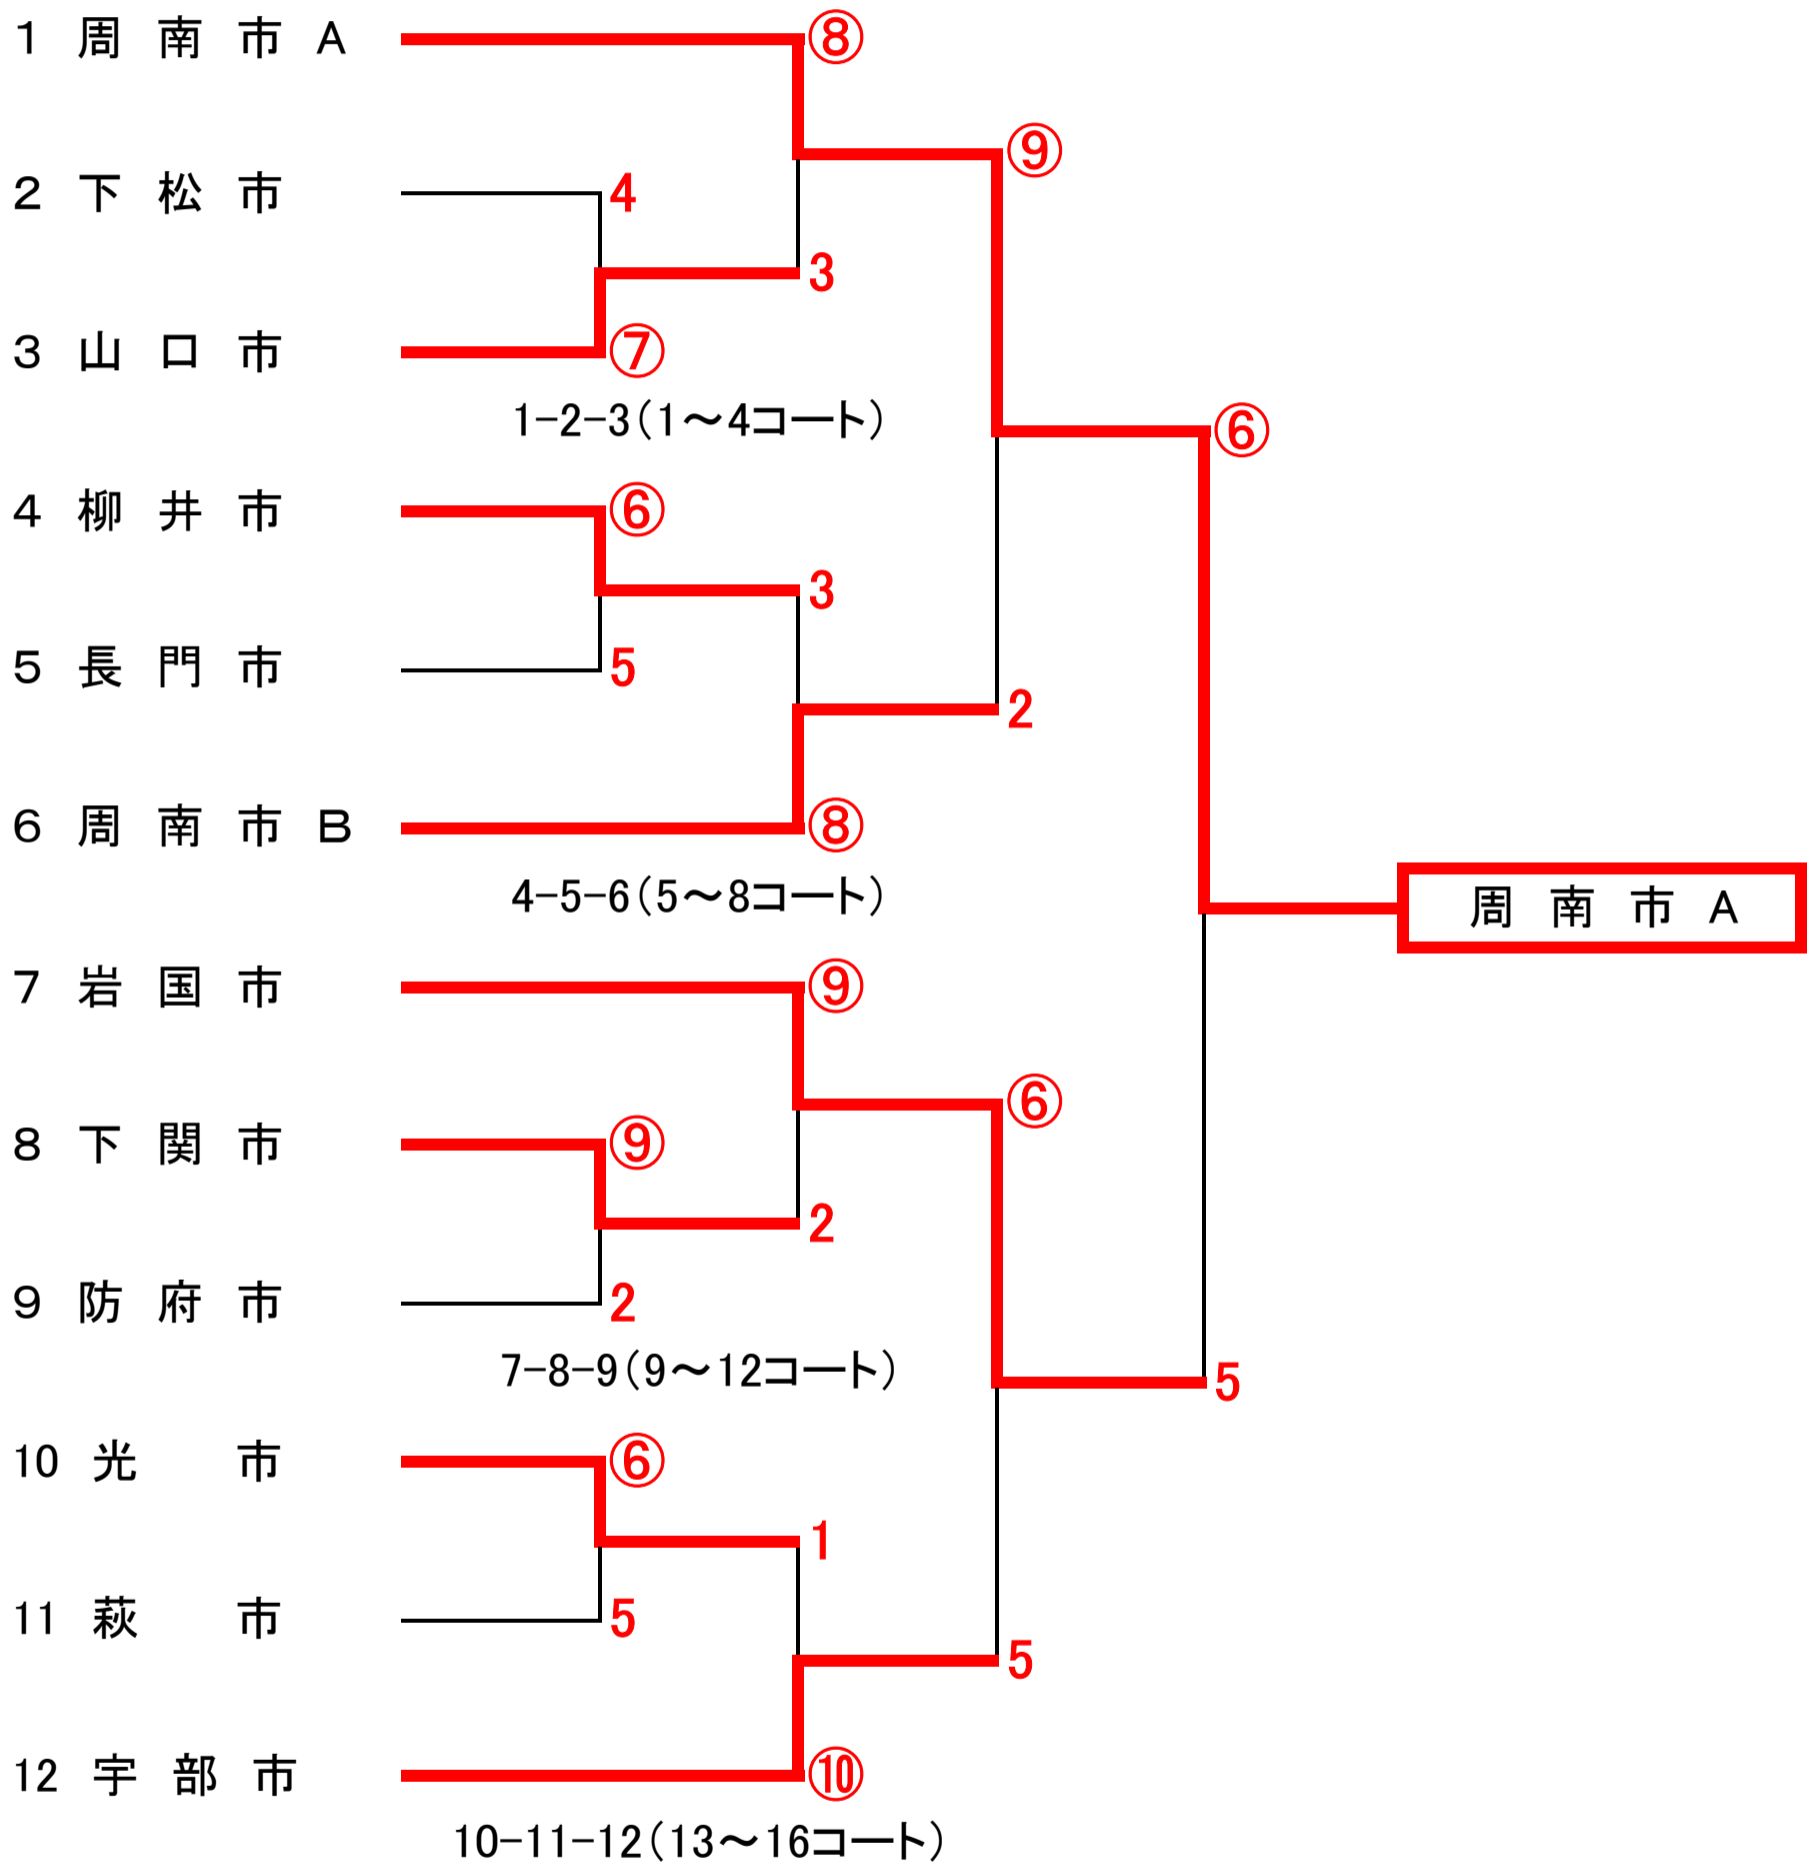 1 周南市A ⑧
⑨
2 下松市 4
3
3 山口市 ⑦
1-2-3(1～4コート)
⑥
4 柳井市 ⑥
3
5 長門市 5
2
6 周南市B ⑧
4-5-6(5～8コート)
周南市A
7 岩国市 ⑨
⑥
8 下関市 ⑨
2
9 防府市 2
7-8-9(9～12コート)
5
10 光市 ⑥
1
11 萩市 5
5
12 宇部市 ⑩
10-11-12(13～16コート)